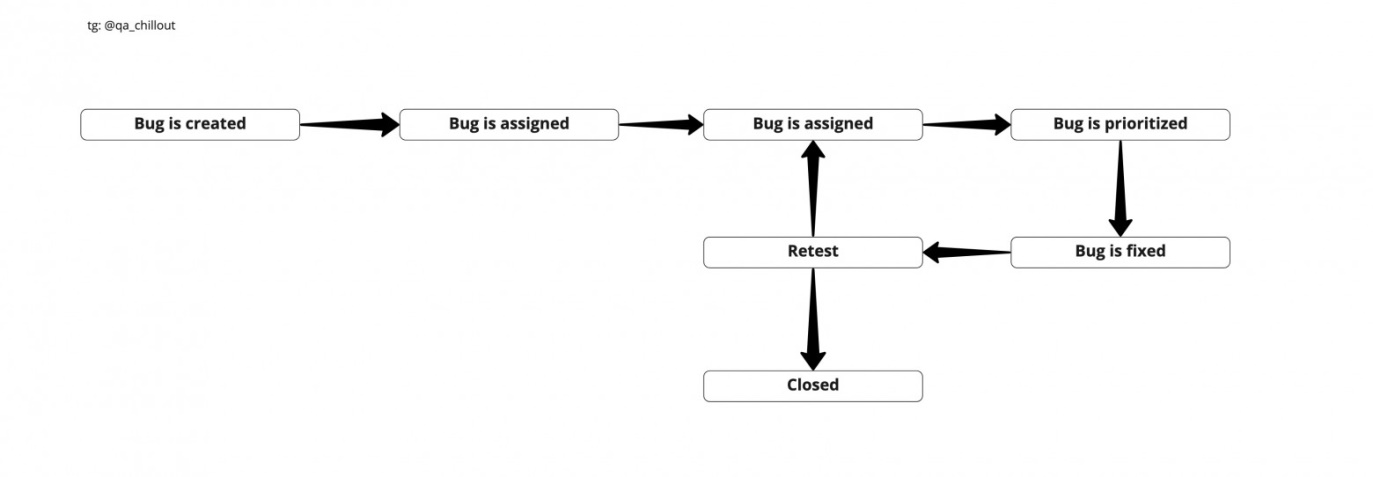 tg: @qa_chillout
Bug is created
Bug is assigned
Bug is assigned
Bug is prioritized
Retest
Bug is fixed
Closed